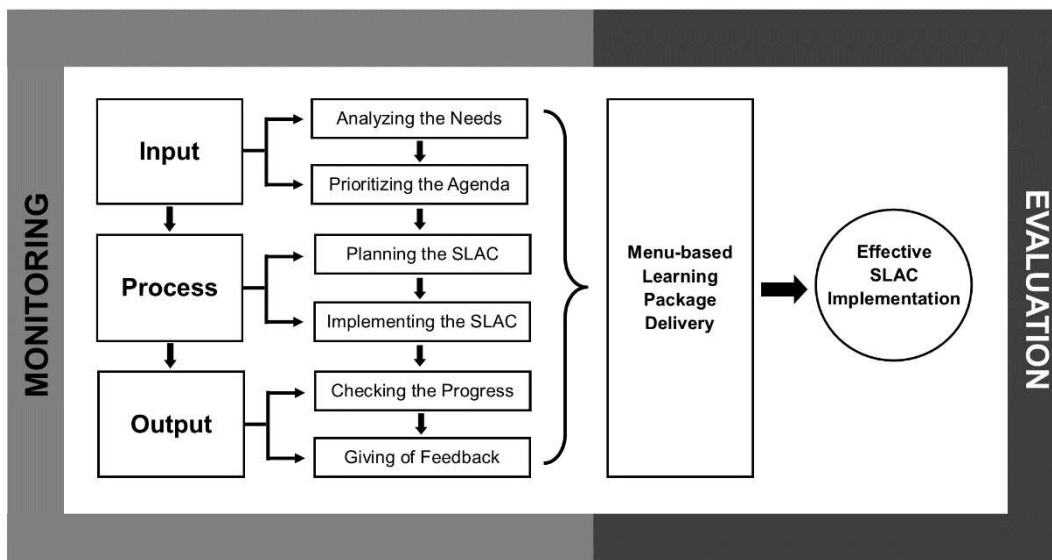 MONITORING
Input
Analyzing the Needs
Prioritizing the Agenda
Process
Planning the SLAC
Implementing the SLAC
Output
Checking the Progress
Giving of Feedback
Menu-based
Learning
Package
Delivery
Effective
SLAC
Implementation
EVALUATION